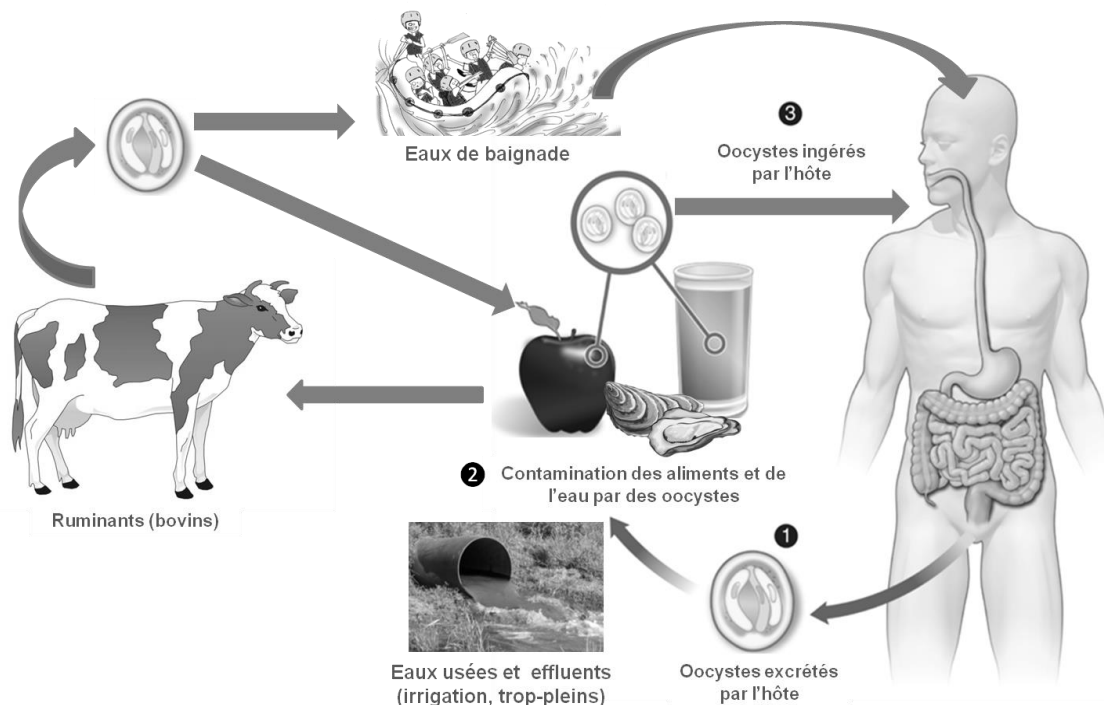 Eaux de baignade
3
Oocystes ingérés
par l'hôte
Ruminants (bovins)
2 Contamination des aliments et de
l'eau par des oocystes
1
Eaux usées et effluents
(irrigation, trop-pleins)
Oocystes excrétés
par l'hôte